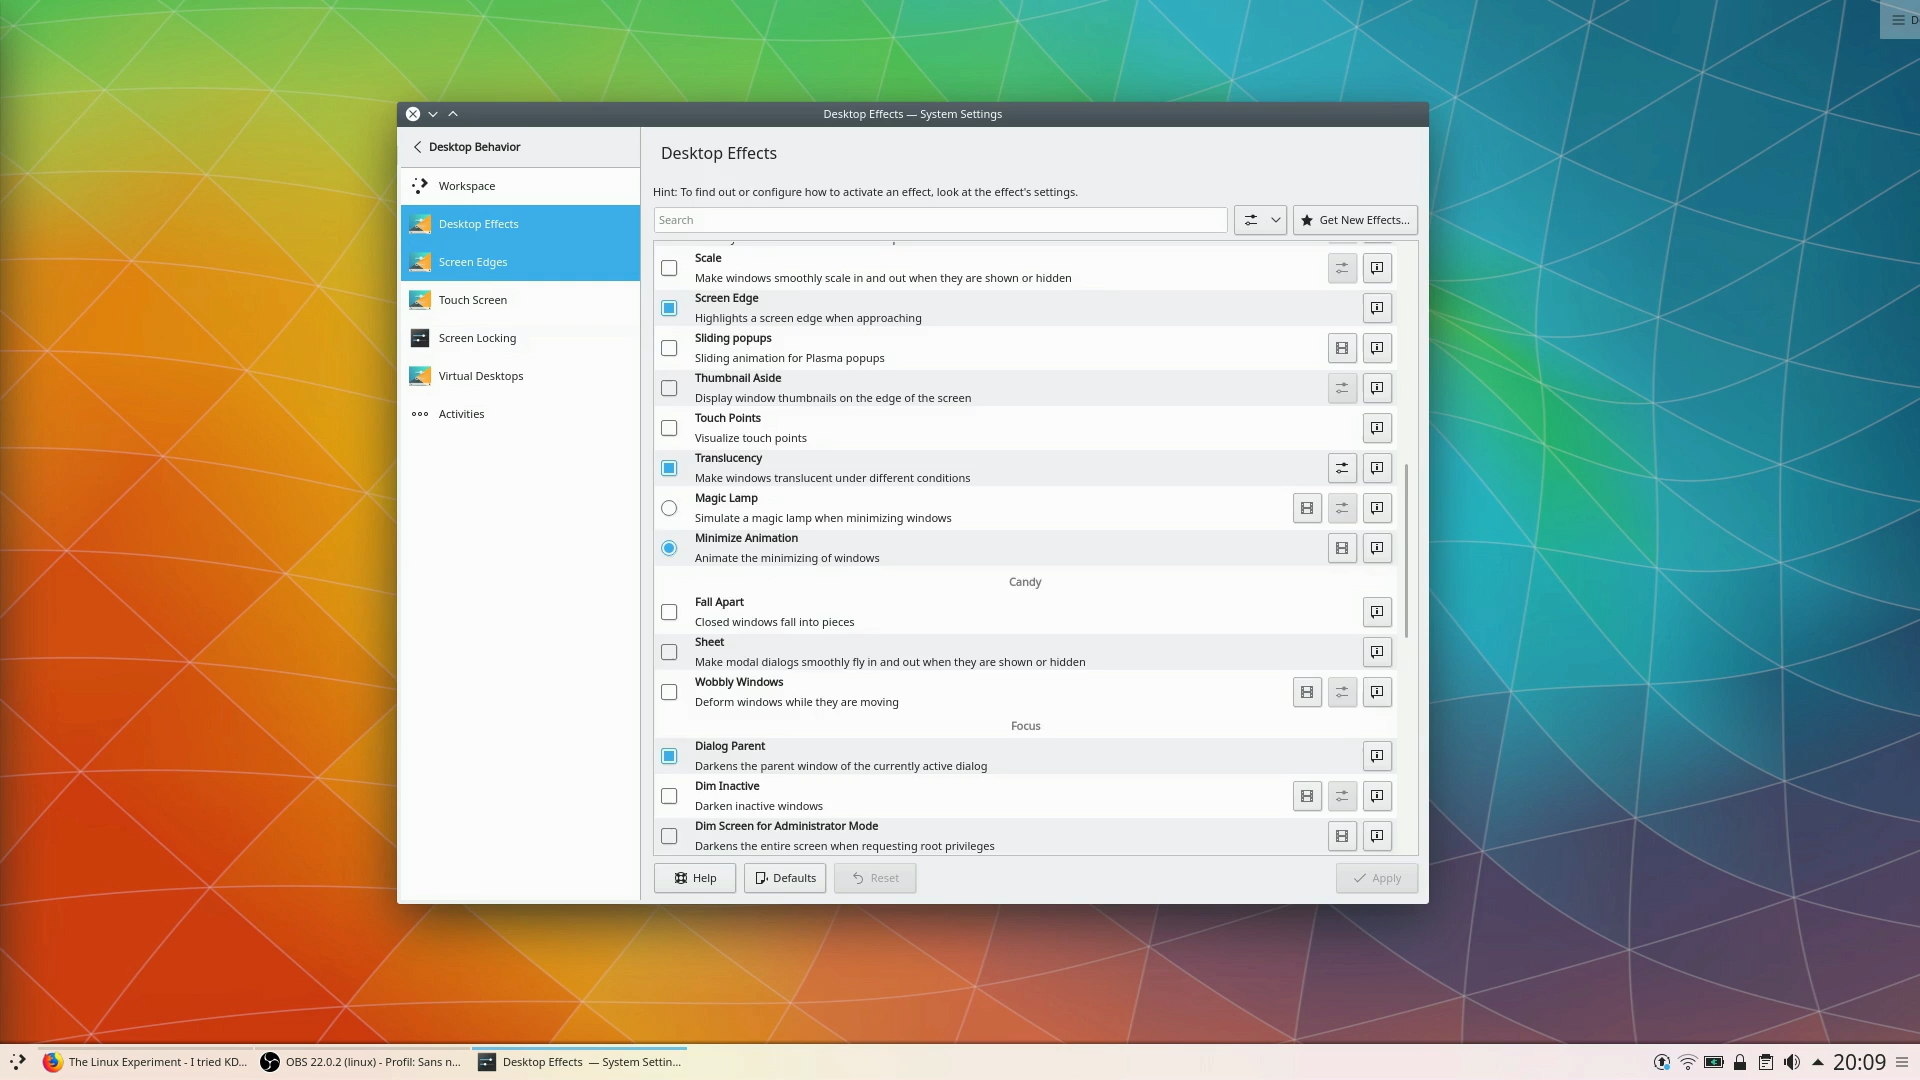 D
Desktop Effects — System Settings
Desktop Behavior
Workspace
Desktop Effects
Screen Edges
Touch Screen
Screen Locking
Virtual Desktops
Activities
Desktop Effects
Hint: To find out or configure how to activate an effect, look at the effect's settings.
Search
Get New Effects...
Scale
Make windows smoothly scale in and out when they are shown or hidden
Screen Edge
Highlights a screen edge when approaching
Sliding popups
Sliding animation for Plasma popups
Thumbnail Aside
Display window thumbnails on the edge of the screen
Touch Points
Visualize touch points
Translucency
Make windows translucent under different conditions
Magic Lamp
Simulate a magic lamp when minimizing windows
Minimize Animation
Animate the minimizing of windows
Candy
Fall Apart
Closed windows fall into pieces
Sheet
Make modal dialogs smoothly fly in and out when they are shown or hidden
Wobbly Windows
Deform windows while they are moving
Focus
Dialog Parent
Darkens the parent window of the currently active dialog
Dim Inactive
Darken inactive windows
Dim Screen for Administrator Mode
Darkens the entire screen when requesting root privileges
Help
Defaults
Reset
Apply
The Linux Experiment - I tried KD...
OBS 22.0.2 (linux) - Profil: Sans n...
Desktop Effects — System Settin...
20:09